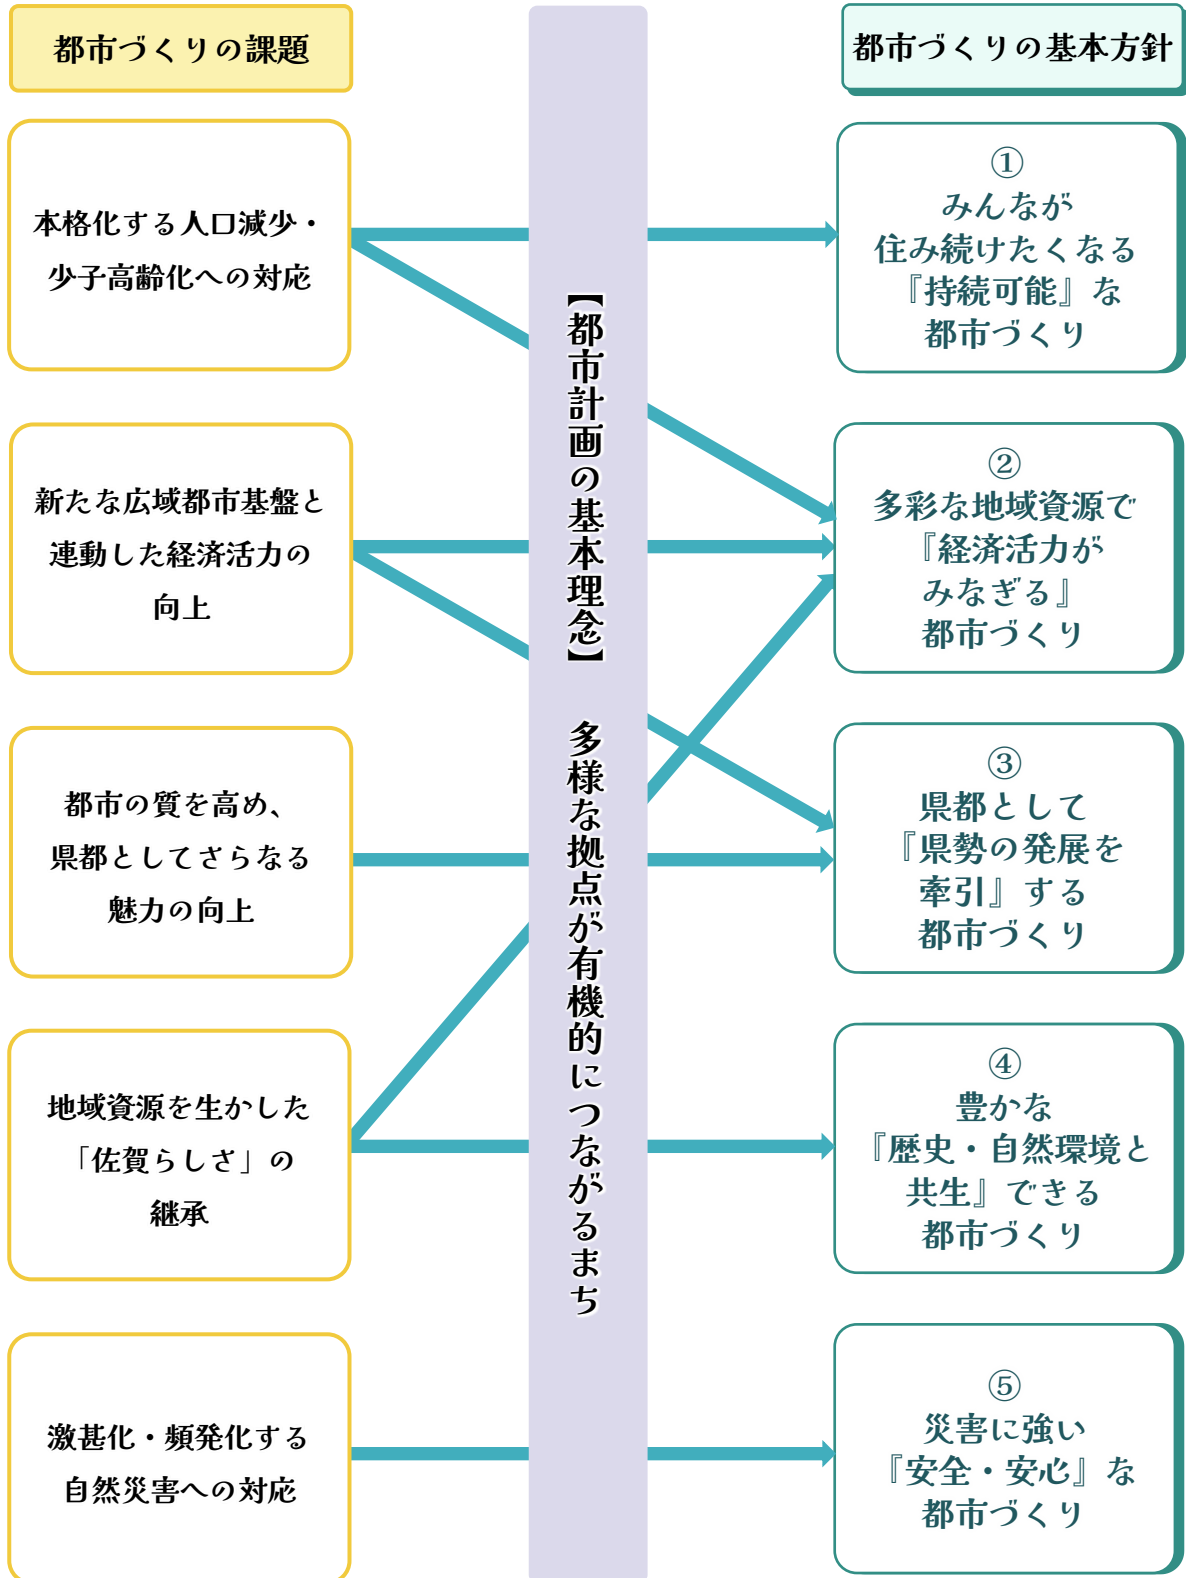 都市づくりの課題
本格化する人口減少・
少子高齢化への対応
新たな広域都市基盤と
連動した経済活力の
向上
都市の質を高め、
県都としてさらなる
魅力の向上
地域資源を生かした
「佐賀らしさ」の
継承
激甚化・頻発化する
自然災害への対応
【都市計画の基本理念】 多様な拠点が有機的につながるまち
都市づくりの基本方針
①
みんなが
住み続けたくなる
『持続可能』な
都市づくり
②
多彩な地域資源で
『経済活力が
みなぎる』
都市づくり
③
県都として
『県勢の発展を
牽引』する
都市づくり
④
豊かな
『歴史・自然環境と
共生』できる
都市づくり
⑤
災害に強い
『安全・安心』な
都市づくり